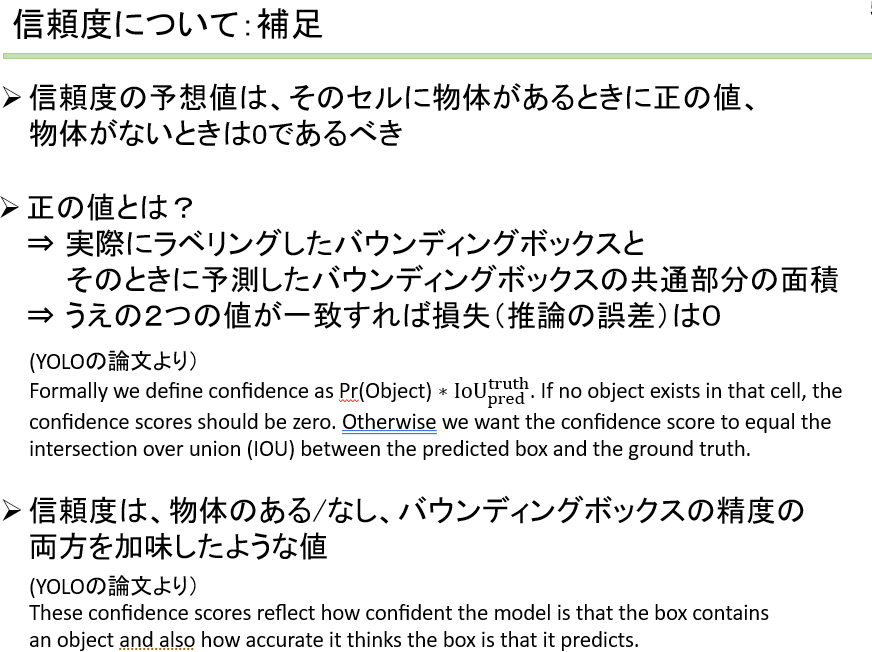 信頼度について：補足
➢ 信頼度の予想値は、そのセルに物体があるときに正の値、
物体がないときは0であるべき
➢ 正の値とは？
⇒ 実際にラベリングしたバウンディングボックスと
そのときに予測したバウンディングボックスの共通部分の面積
⇒ うえの２つの値が一致すれば損失（推論の誤差）は０
(YOLOの論文より）
Formally we define confidence as Pr(Object) ∗ IoU^truth_pred. If no object exists in that cell, the
confidence scores should be zero. Otherwise we want the confidence score to equal the
intersection over union (IOU) between the predicted box and the ground truth.
➢ 信頼度は、物体のある/なし、バウンディングボックスの精度の
両方を加味したような値
(YOLOの論文より）
These confidence scores reflect how confident the model is that the box contains
an object and also how accurate it thinks the box is that it predicts.